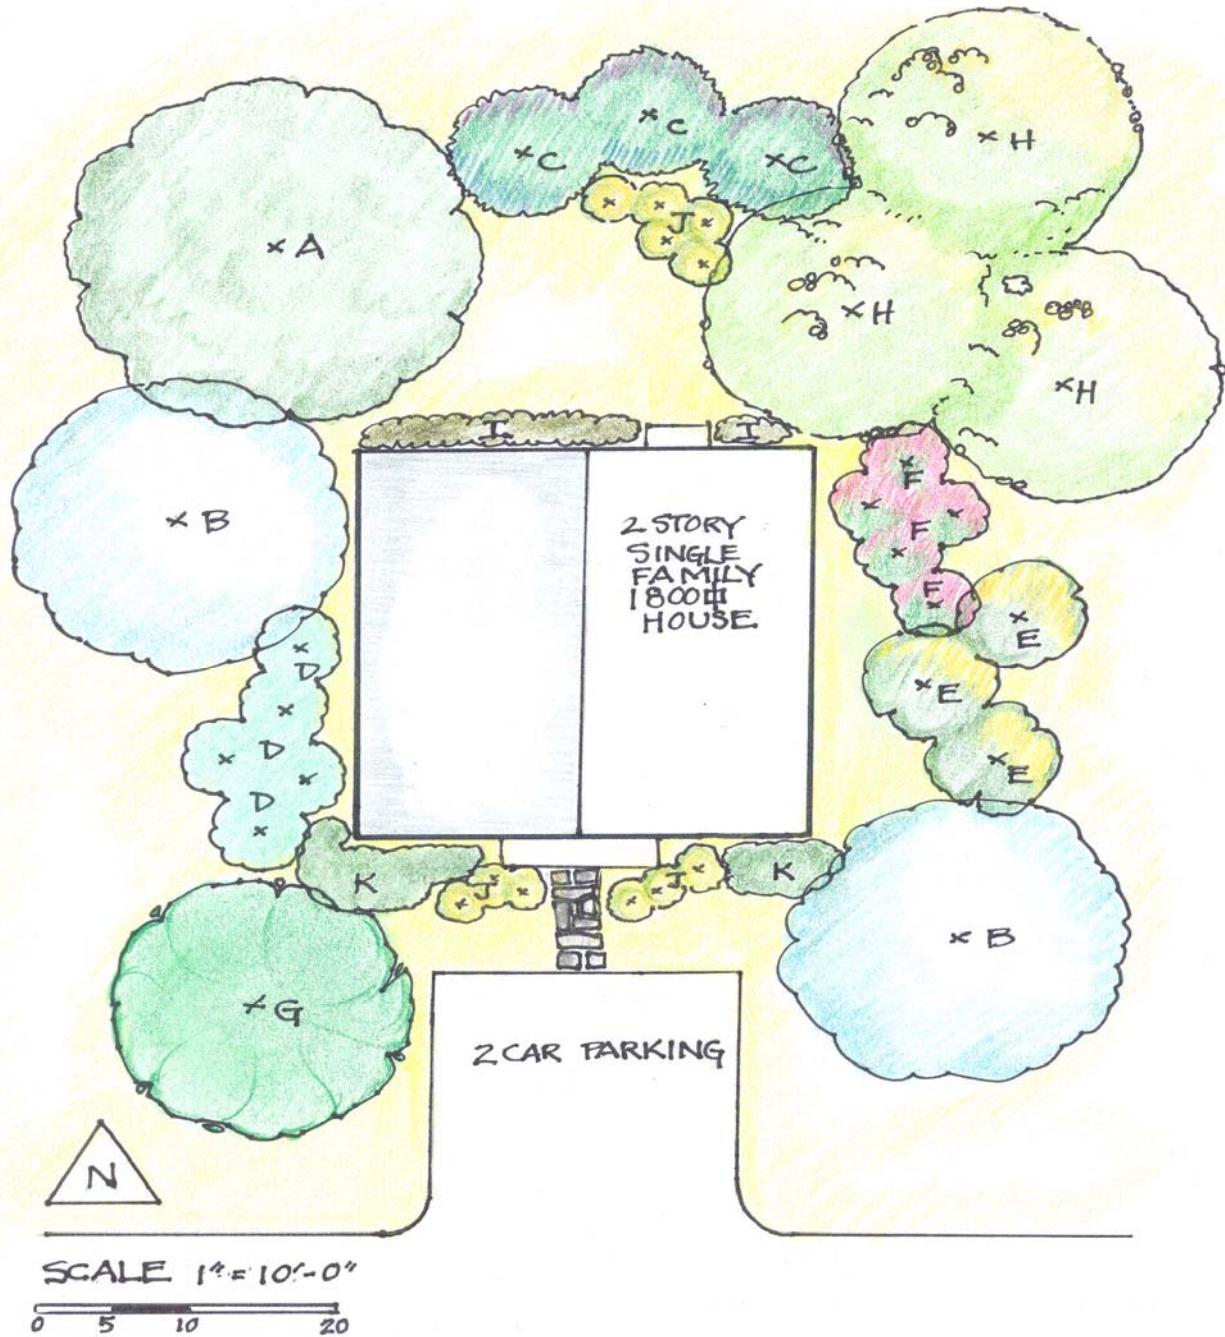 C
C
C
H
J
A
H
H
I
I
B
2 STORY
SINGLE
FAMILY
1800⏍
HOUSE
F
F
F
E
E
E
D
D
D
K
J
J
K
B
G
2 CAR PARKING
N
SCALE 1"=10'-0"
0 5 10 20